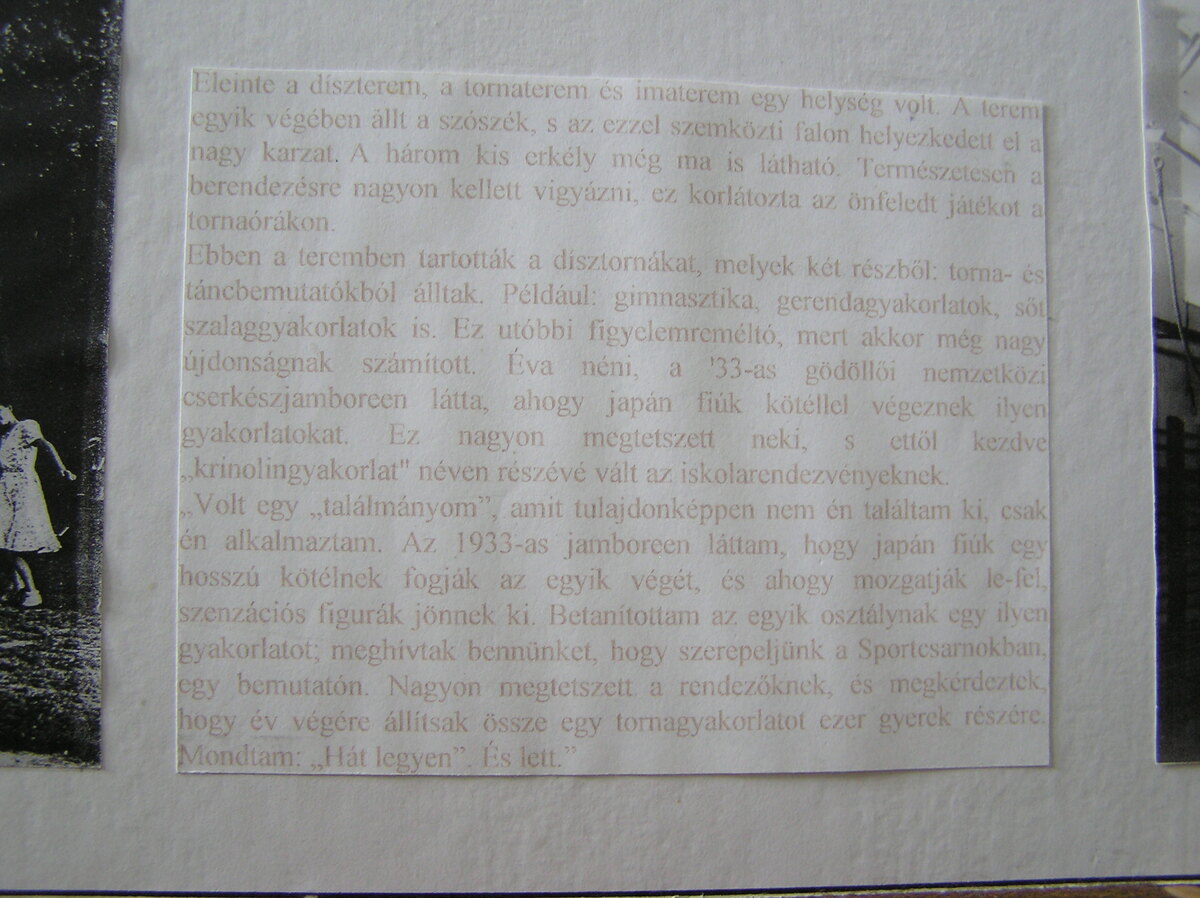 Eleinte a díszterem, a tornaterem és imaterem egy helység volt. A terem
egyik végében állt a szószék, s az ezzel szemközti falon helyezkedett el a
nagy karzat. A három kis erkély még ma is látható. Természetesen a
berendezésre nagyon kellett vigyázni, ez korlátozta az önfeledt játékot a
tornaórákon.
Ebben a teremben tartották a dísztornákat, melyek két részből: torna- és
táncbemutatókból álltak. Például: gimnasztika, gerendagyakorlatok, sőt
szalaggyakorlatok is. Ez utóbbi figyelemreméltó, mert akkor még nagy
újdonságnak számított. Éva néni, a '33-as gödöllői nemzetközi
cserkészjamboreen látta, ahogy japán fiúk kötéllel végeznek ilyen
gyakorlatokat. Ez nagyon megtetszett neki, s ettől kezdve
„krinolingyakorlat" néven részévé vált az iskolarendezvényeknek.
„Volt egy „találmányom”, amit tulajdonképpen nem én találtam ki, csak
én alkalmaztam. Az 1933-as jamboreen láttam, hogy japán fiúk egy
hosszú kötélnek fogják az egyik végét, és ahogy mozgatják le-fel,
szenzációs figurák jönnek ki. Betanítottam az egyik osztálynak egy ilyen
gyakorlatot; meghívtak bennünket, hogy szerepeljünk a Sportcsarnokban,
egy bemutatón. Nagyon megtetszett a rendezőknek, és megkérdeztek,
hogy év végére állítsak össze egy tornagyakorlatot ezer gyerek részére.
Mondtam: „Hát legyen”. És lett.”